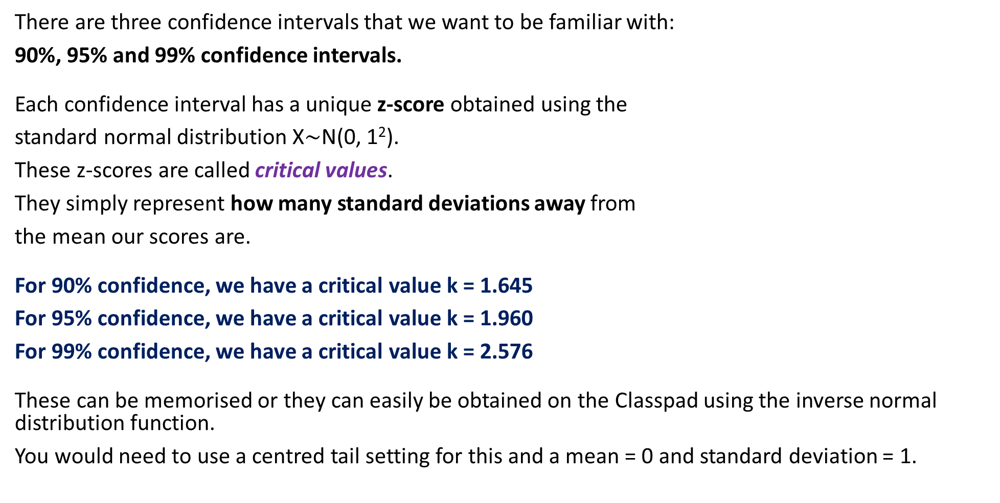 There are three confidence intervals that we want to be familiar with:
90%, 95% and 99% confidence intervals.
Each confidence interval has a unique z-score obtained using the
standard normal distribution X~N(0, 1²).
These z-scores are called critical values.
They simply represent how many standard deviations away from
the mean our scores are.
For 90% confidence, we have a critical value k = 1.645
For 95% confidence, we have a critical value k = 1.960
For 99% confidence, we have a critical value k = 2.576
These can be memorised or they can easily be obtained on the Classpad using the inverse normal
distribution function.
You would need to use a centred tail setting for this and a mean = 0 and standard deviation = 1.